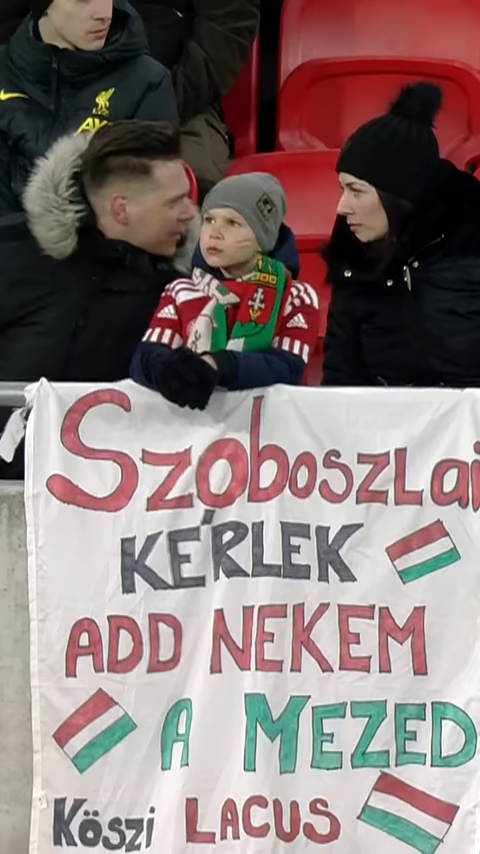 Szoboszlai
KÉRLEK
ADD NEKEM
A MEZED
Köszi LACUS